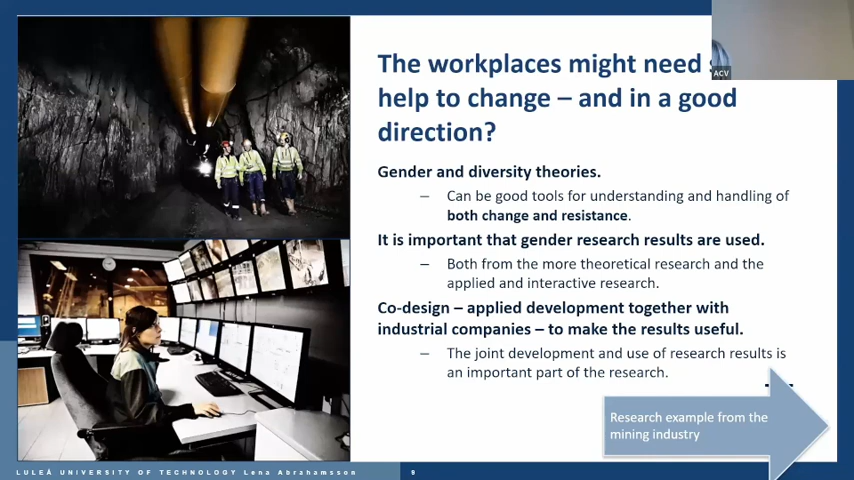 The workplaces might need
help to change – and in a good
direction?
ACV
Gender and diversity theories.
– Can be good tools for understanding and handling of
both change and resistance.
It is important that gender research results are used.
– Both from the more theoretical research and the
applied and interactive research.
Co-design – applied development together with
industrial companies – to make the results useful.
– The joint development and use of research results is
an important part of the research.
Research example from the
mining industry
LULEÅ UNIVERSITY OF TECHNOLOGY Lena Abrahamsson
9